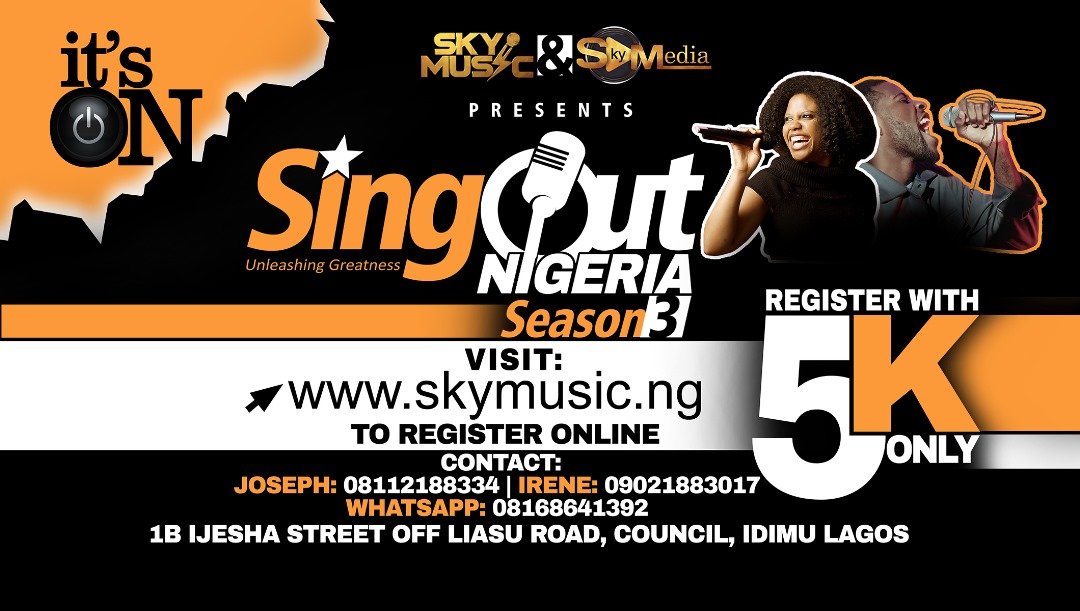 it's
ON
SKY MUSIC & Sky Media
PRESENTS
SingOut
Unleashing Greatness
NIGERIA
Season 3
REGISTER WITH
5K
ONLY
VISIT:
www.skymusic.ng
TO REGISTER ONLINE
CONTACT:
JOSEPH: 08112188334 | IRENE: 09021883017
WHATSAPP: 08168641392
1B IJESHA STREET OFF LIASU ROAD, COUNCIL, IDIMU LAGOS